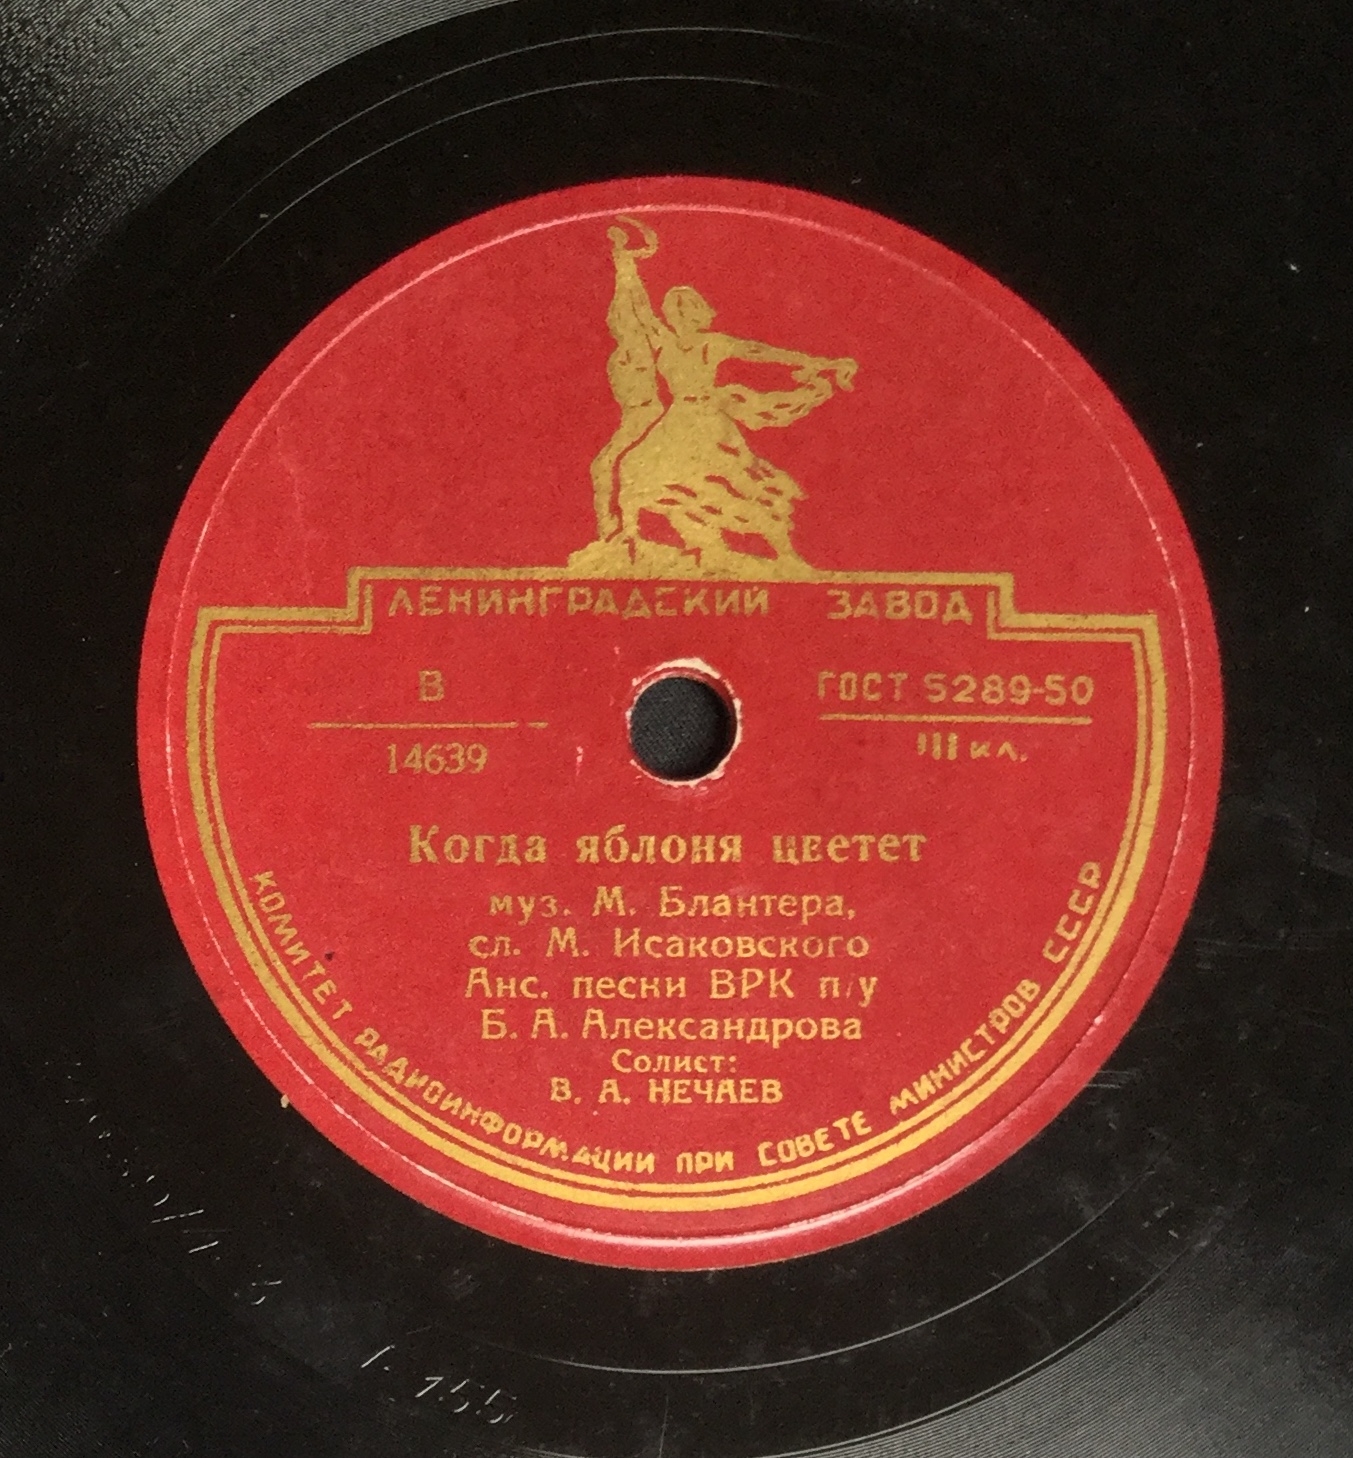 ЛЕНИНГРАДСКИЙ ЗАВОД
В
14639
ГОСТ 5289-50
III кл.
Когда яблоня цветет
муз. М. Блантера,
сл. М. Исаковского
Анс. песни ВРК п/у
Б. А. Александрова
Солист:
В. А. НЕЧАЕВ
КОМИТЕТ РАДИОИНФОРМАЦИИ ПРИ СОВЕТЕ МИНИСТРОВ СССР